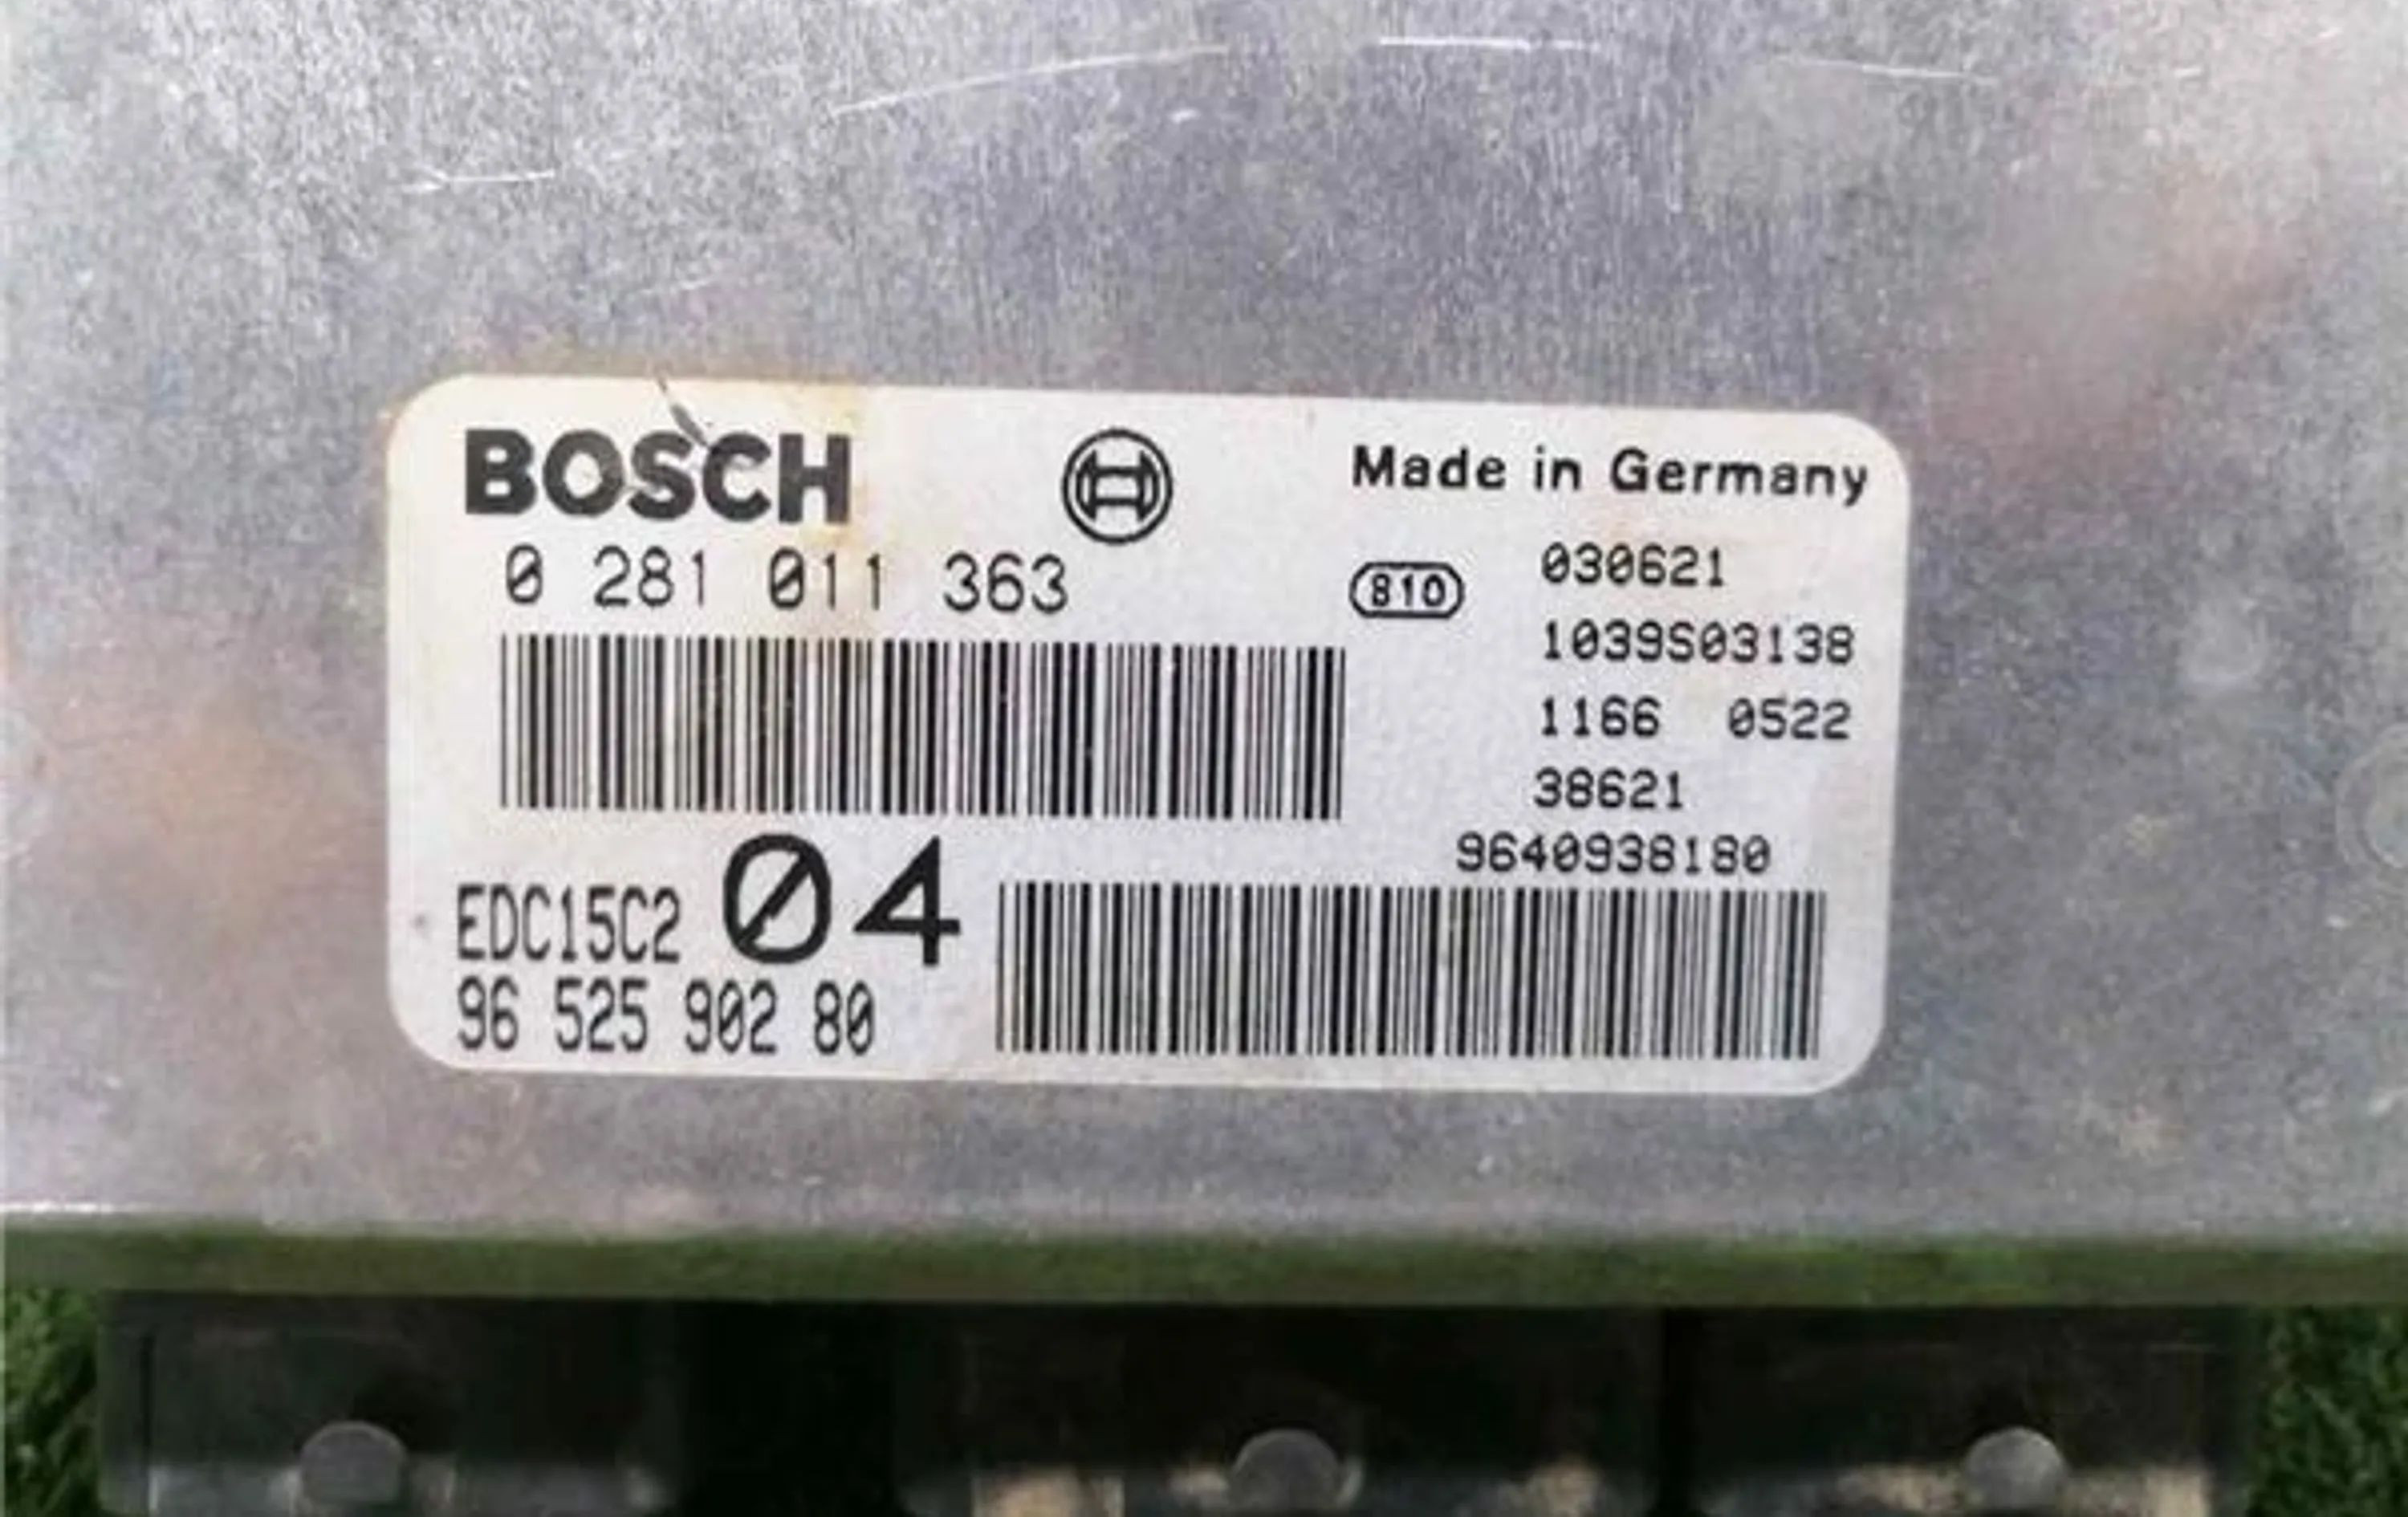 BOSCH
Made in Germany
0 281 011 363
810
030621
1039S03138
1166 0522
38621
9640938180
EDC15C2 04
96 525 902 80